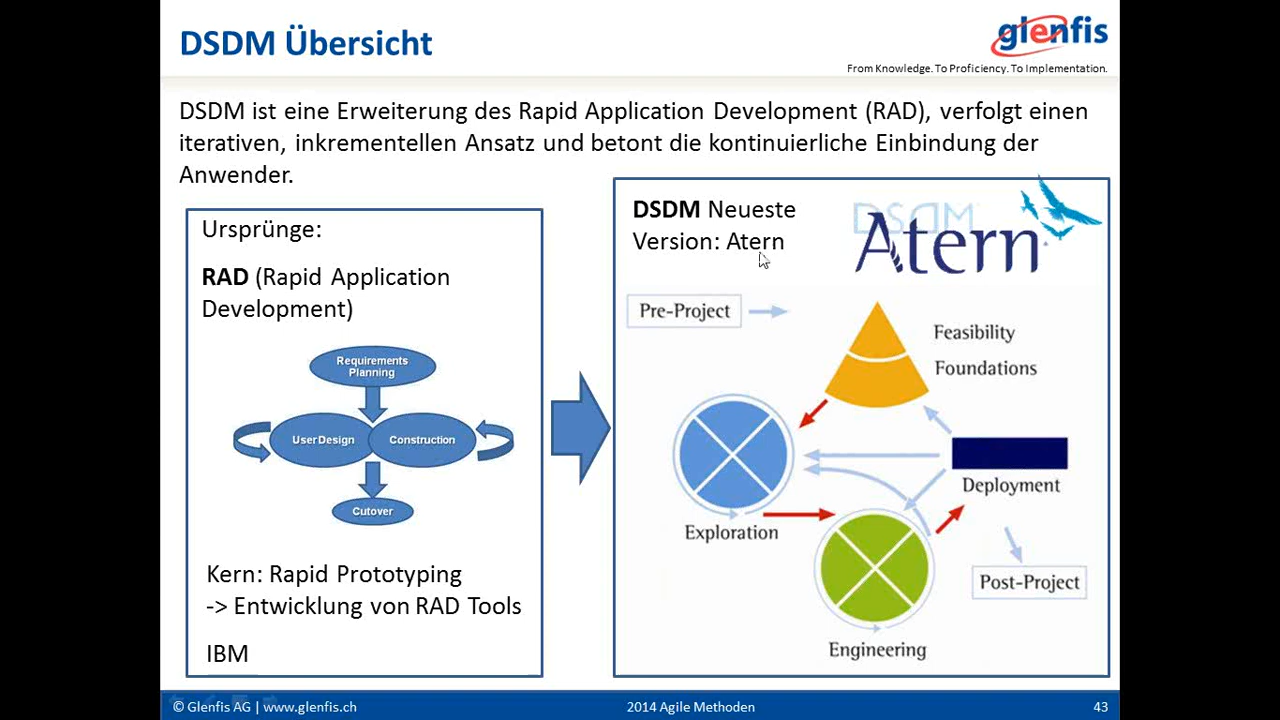 DSDM Übersicht
glenfis
From Knowledge. To Proficiency. To Implementation.
DSDM ist eine Erweiterung des Rapid Application Development (RAD), verfolgt einen
iterativen, inkrementellen Ansatz und betont die kontinuierliche Einbindung der
Anwender.
Ursprünge:
RAD (Rapid Application
Development)
Requirements
Planning
User Design
Construction
Cutover
Kern: Rapid Prototyping
-> Entwicklung von RAD Tools
IBM
DSDM Neueste
Version: Atern
DSDM
Atern
Pre-Project
Feasibility
Foundations
Exploration
Deployment
Engineering
Post-Project
© Glenfis AG | www.glenfis.ch
2014 Agile Methoden
43